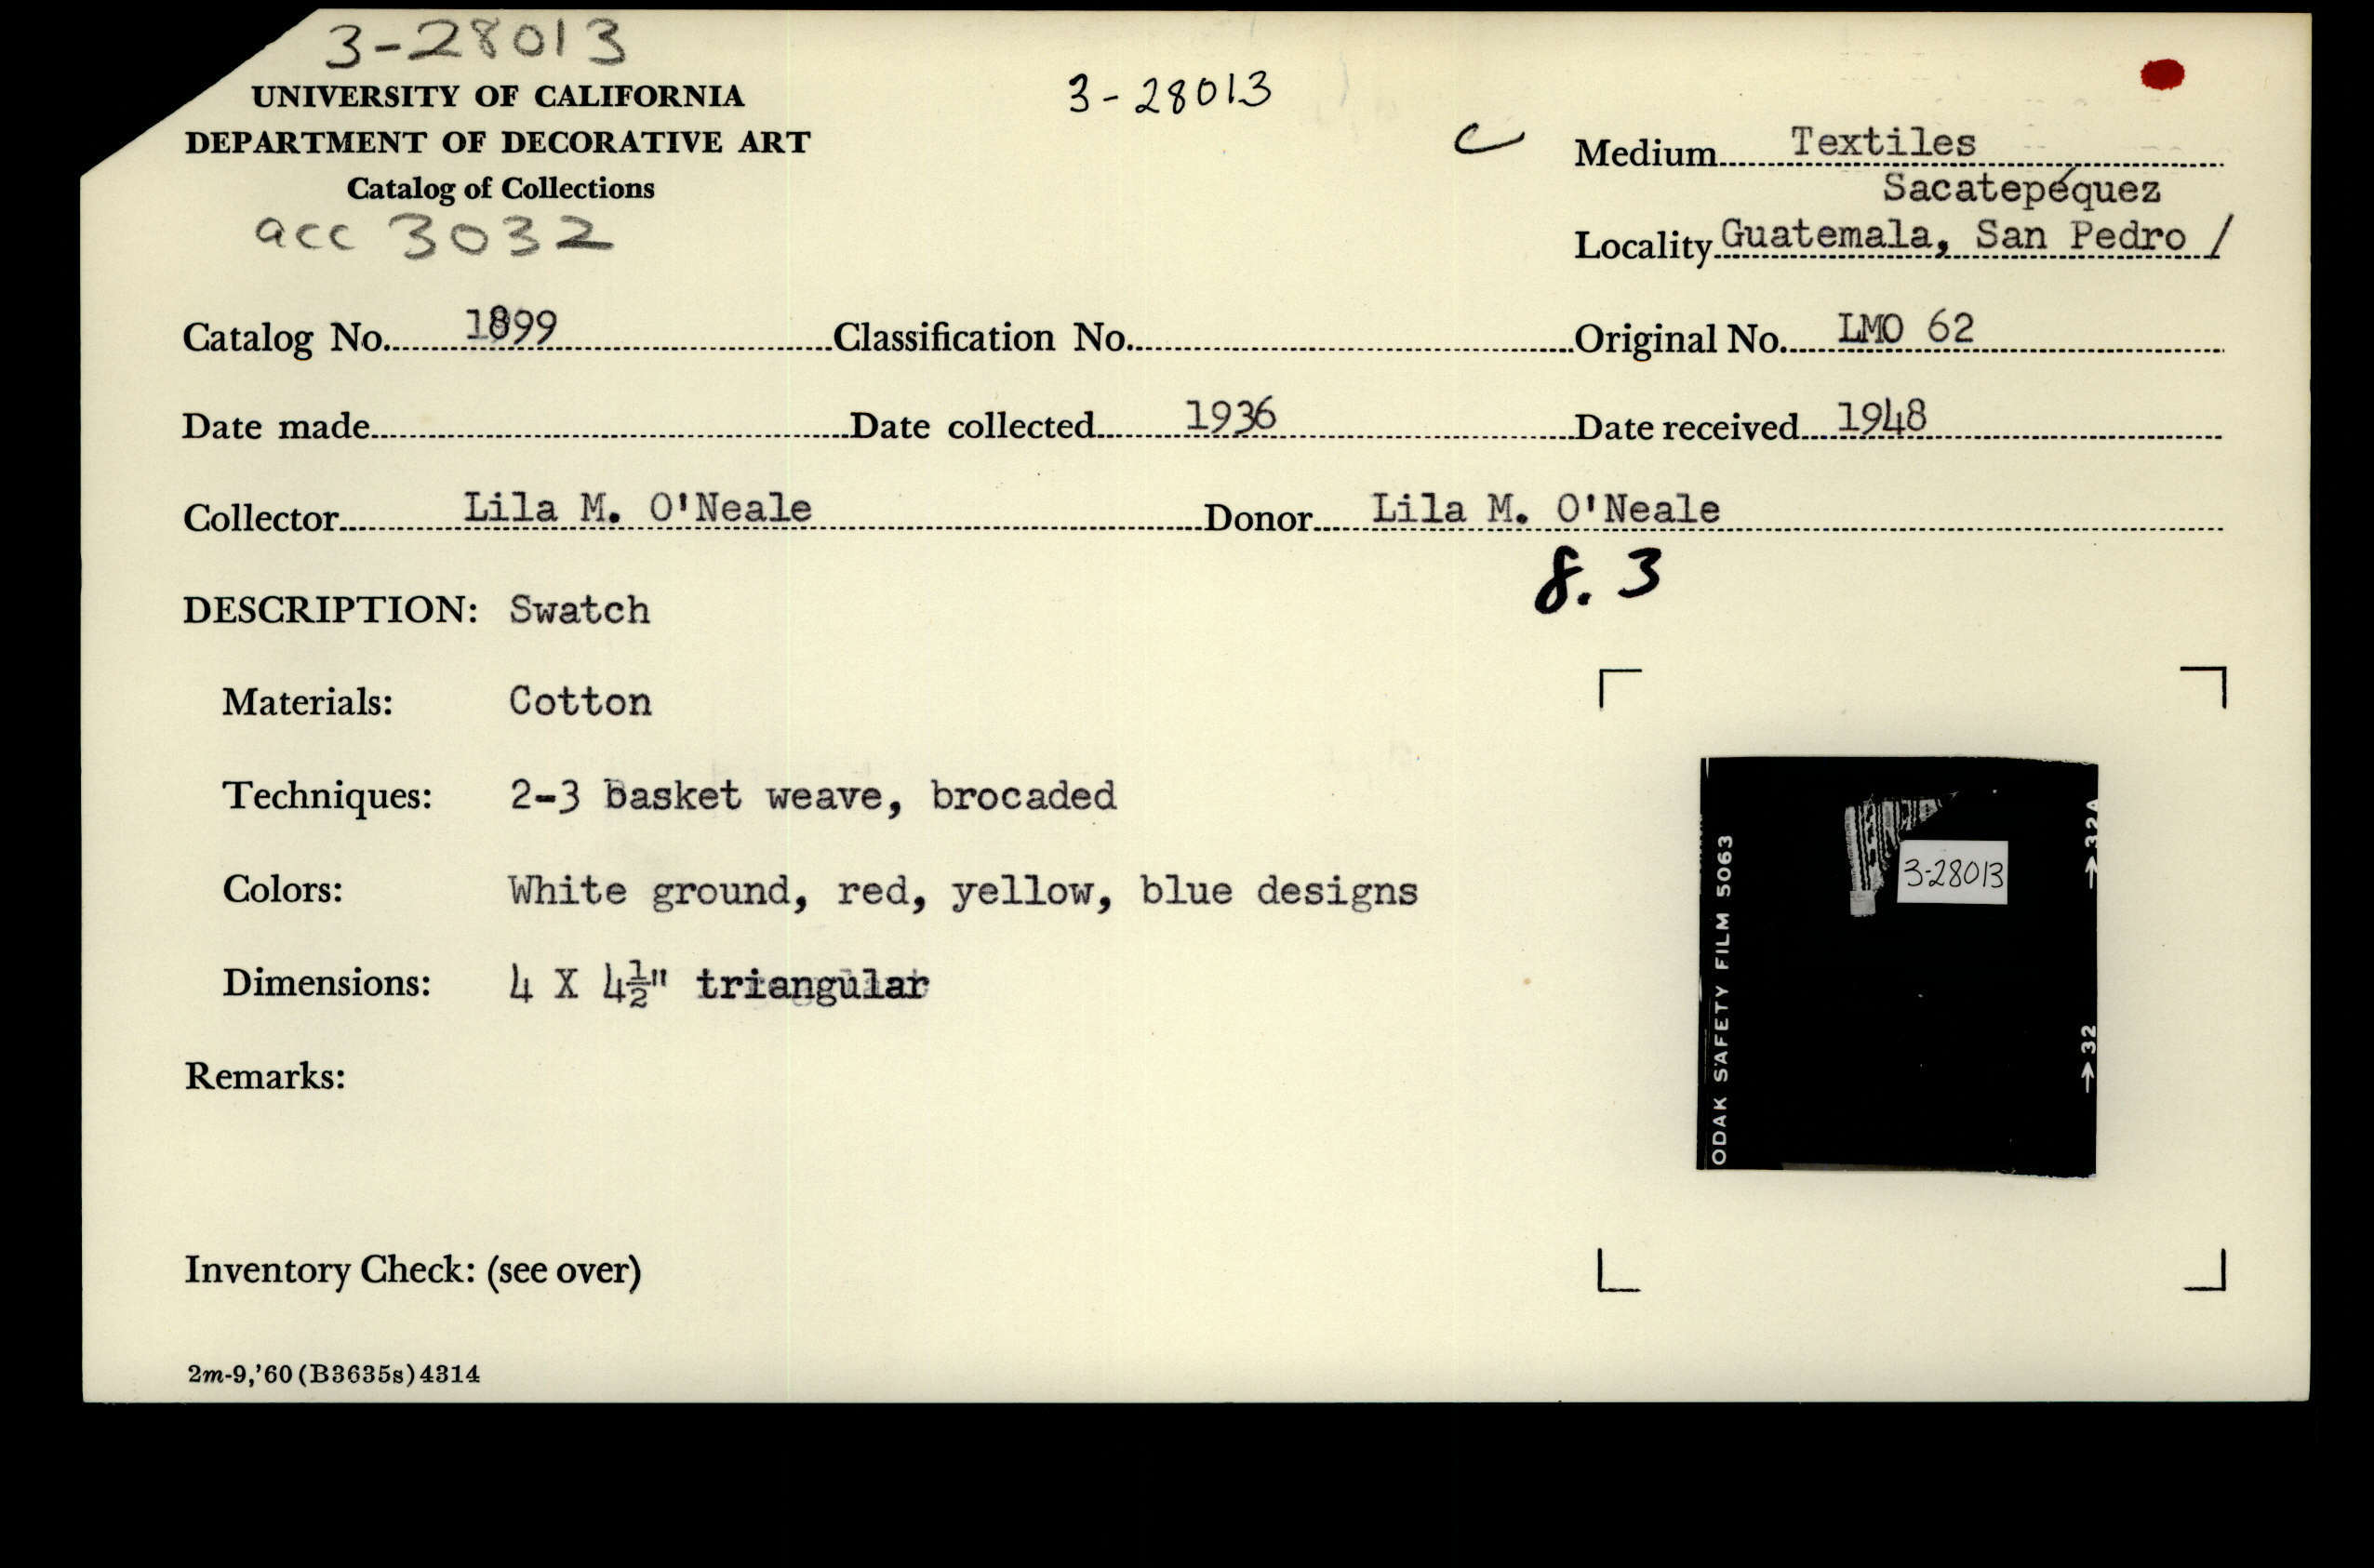 3-28013
UNIVERSITY OF CALIFORNIA
DEPARTMENT OF DECORATIVE ART
Catalog of Collections
acc 3032
3-28013
c
Medium Textiles
Sacatepéquez
Locality Guatemala, San Pedro /
Catalog No. 1899 Classification No. Original No. LMO 62
Date made Date collected 1936 Date received 1948
Collector Lila M. O'Neale Donor Lila M. O'Neale
8.3
DESCRIPTION: Swatch
Materials: Cotton
Techniques: 2-3 basket weave, brocaded
Colors: White ground, red, yellow, blue designs
Dimensions: 4 X 4½" triangular
Remarks:
Inventory Check: (see over)
2m-9,'60(B3635s)4314
ODAK SAFETY FILM 5063
3-28013
→32A
→32